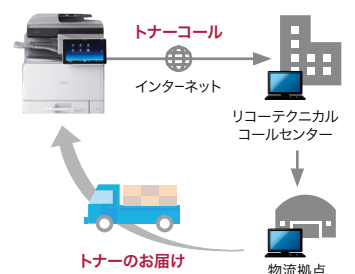 トナーコール
インターネット
リコーテクニカル
コールセンター
トナーのお届け
物流拠点